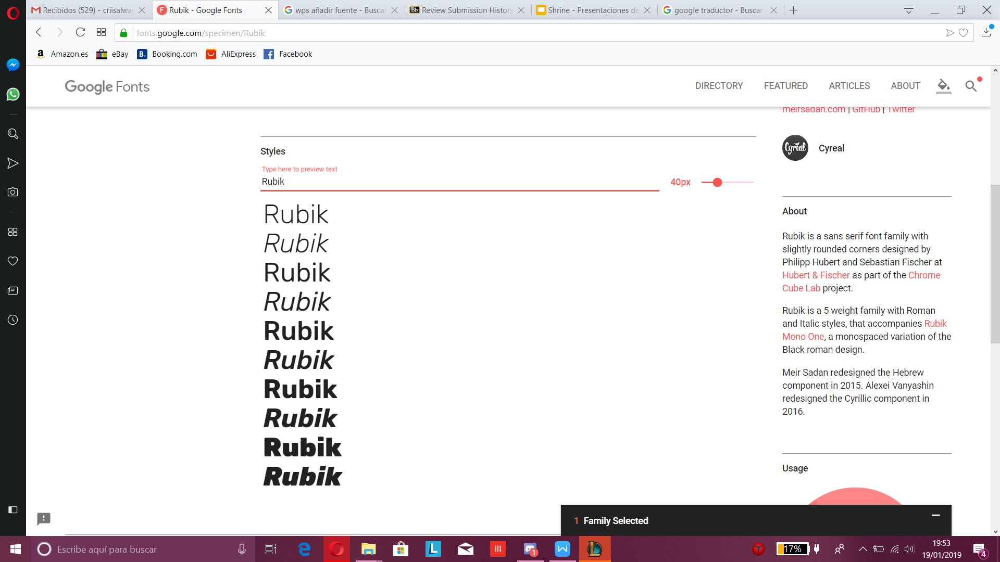 Recibidos (529) - criisalway
Rubik - Google Fonts
wps añadir fuente - Buscar
Review Submission History
Shrine - Presentaciones de
google traductor - Buscar
fonts.google.com/specimen/Rubik
Amazon.es
eBay
Booking.com
AliExpress
Facebook
Google Fonts
DIRECTORY
FEATURED
ARTICLES
ABOUT
meirsadan.com | GitHub | Twitter
Styles
Type here to preview text
Rubik
40px
Rubik
Rubik
Rubik
Rubik
Rubik
Rubik
Rubik
Rubik
Rubik
Rubik
Cyreal
Cyreal
About
Rubik is a sans serif font family with
slightly rounded corners designed by
Philipp Hubert and Sebastian Fischer at
Hubert & Fischer as part of the Chrome
Cube Lab project.
Rubik is a 5 weight family with Roman
and Italic styles, that accompanies Rubik
Mono One, a monospaced variation of the
Black roman design.
Meir Sadan redesigned the Hebrew
component in 2015. Alexei Vanyashin
redesigned the Cyrillic component in
2016.
Usage
1 Family Selected
Escribe aquí para buscar
1
17%
19:53
19/01/2019
4